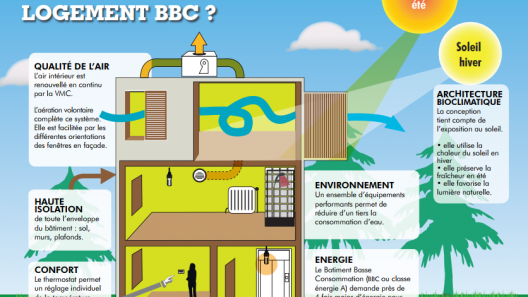 LOGEMENT BBC ?
été
Soleil
hiver
QUALITÉ DE L'AIR
L'air intérieur est
renouvellé en continu
par la VMC.
L'aération volontaire
complète ce système.
Elle est facilitée par les
différentes orientations
des fenêtres en façade.
ARCHITECTURE
BIOCLIMATIQUE
La conception
tient compte de
l'exposition au soleil.
• elle utilise la
chaleur du soleil en
hiver
• elle préserve la
fraîcheur en été
• elle favorise la
lumière naturelle.
HAUTE
ISOLATION
de toute l'enveloppe
du bâtiment : sol,
murs, plafonds.
ENVIRONNEMENT
Un ensemble d'équipements
performants permet de
réduire d'un tiers la
consommation d'eau.
CONFORT
Le thermostat permet
un réglage individuel
ENERGIE
Le Batiment Basse
Consommation (BBC ou classe
énergie A) demande près de